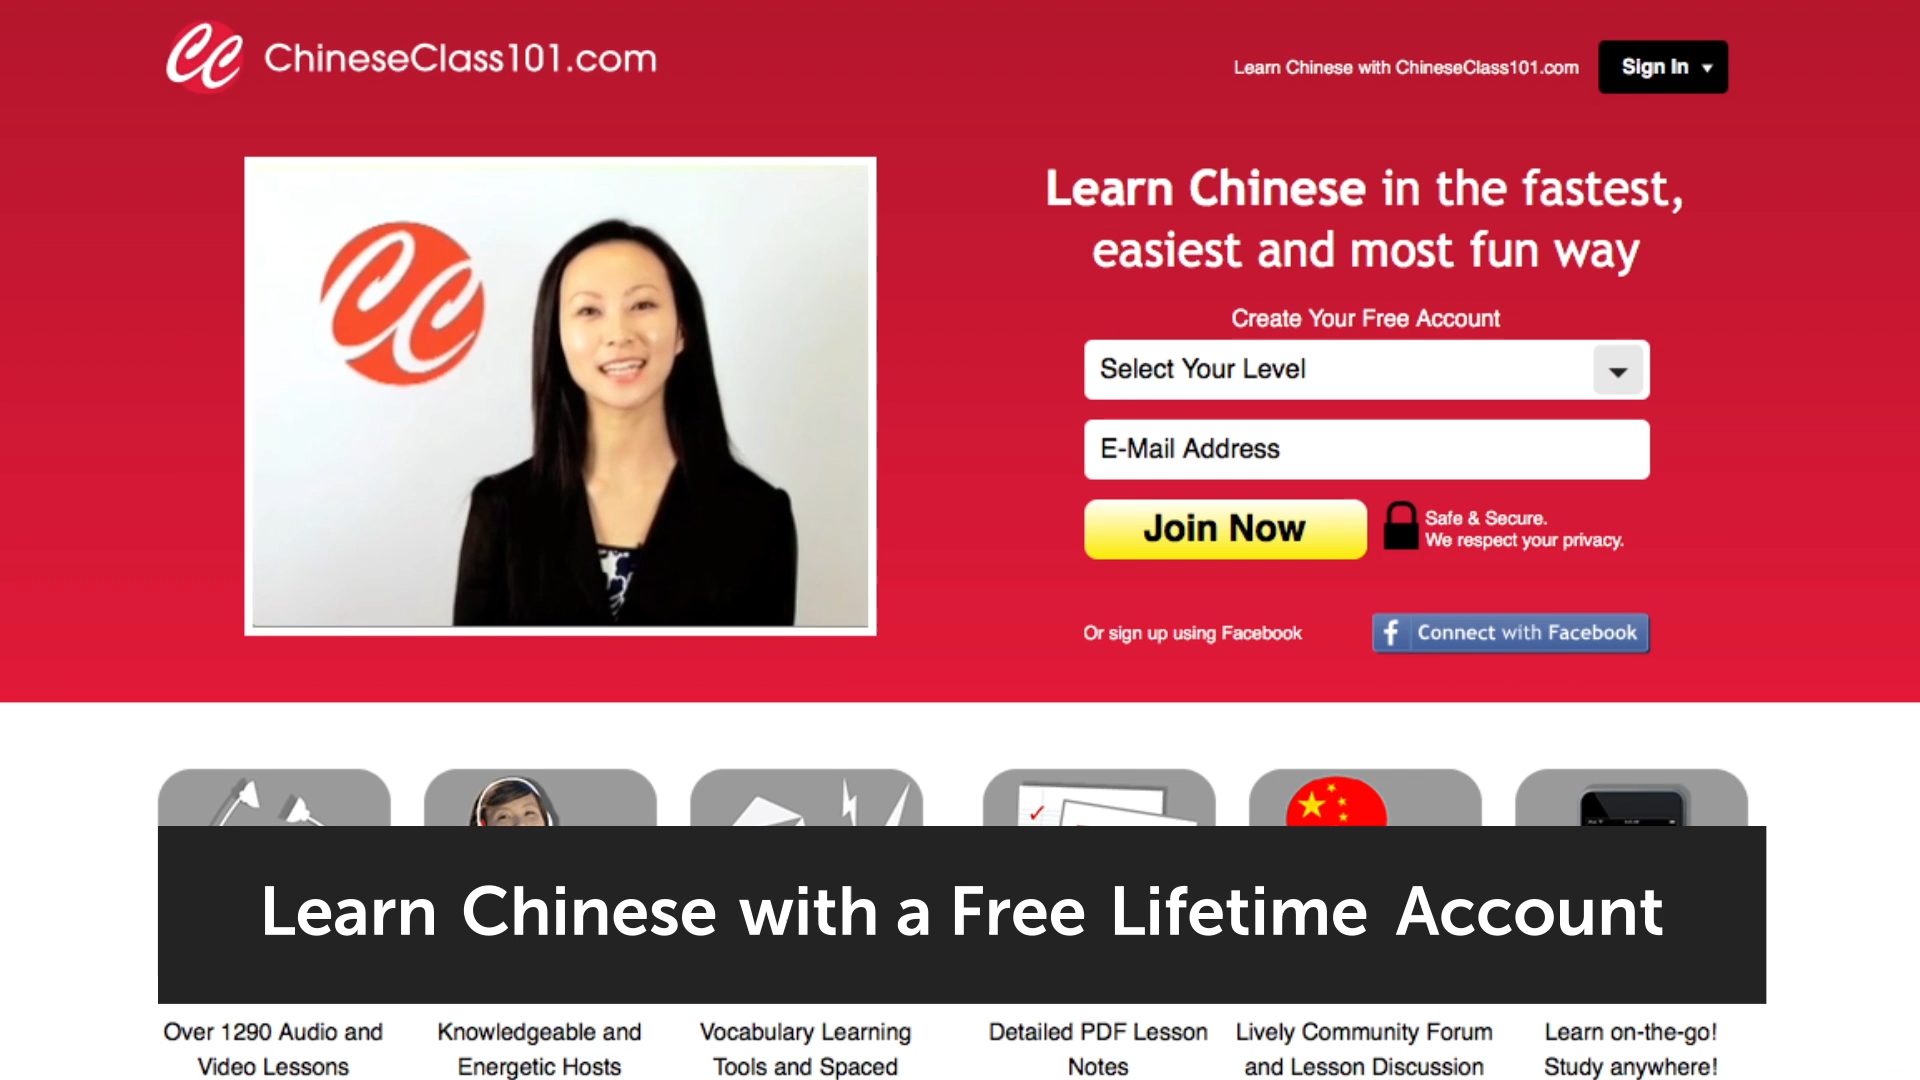 ChineseClass101.com
Learn Chinese with ChineseClass101.com
Sign In
Learn Chinese in the fastest,
easiest and most fun way
Create Your Free Account
Select Your Level
E-Mail Address
Join Now
Safe & Secure.
We respect your privacy.
Or sign up using Facebook
Connect with Facebook
Learn Chinese with a Free Lifetime Account
Over 1290 Audio and
Video Lessons
Knowledgeable and
Energetic Hosts
Vocabulary Learning
Tools and Spaced
Detailed PDF Lesson
Notes
Lively Community Forum
and Lesson Discussion
Learn on-the-go!
Study anywhere!